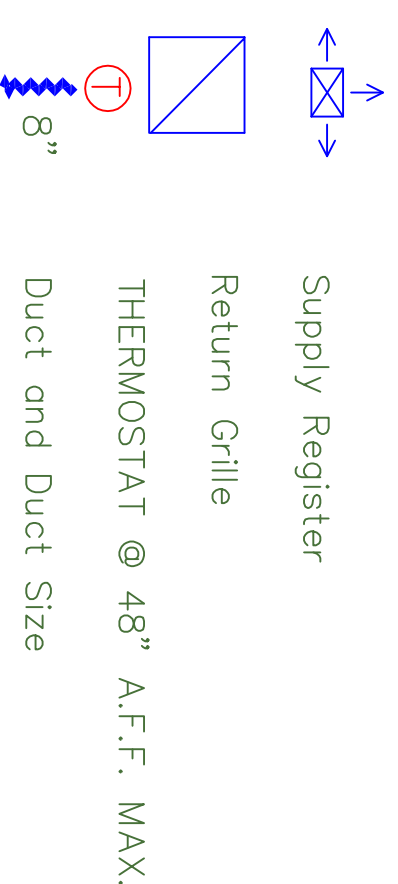 Supply Register
Return Grille
T THERMOSTAT @ 48” A.F.F. MAX.
8” Duct and Duct Size